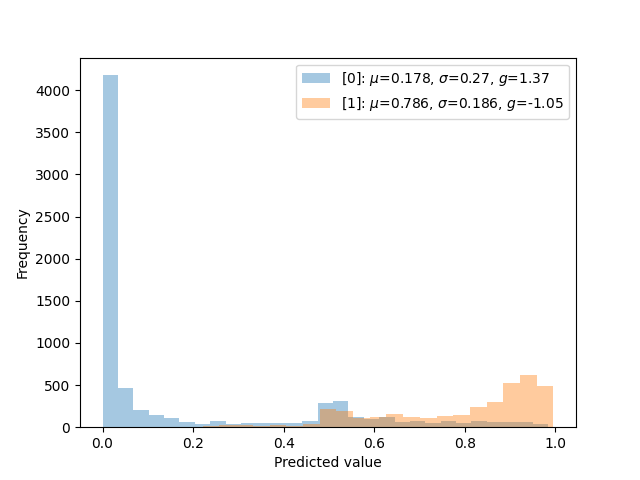 [0]: μ=0.178, σ=0.27, g=1.37
[1]: μ=0.786, σ=0.186, g=-1.05
Frequency
4000
3500
3000
2500
2000
1500
1000
500
0
0.0 0.2 0.4 0.6 0.8 1.0
Predicted value